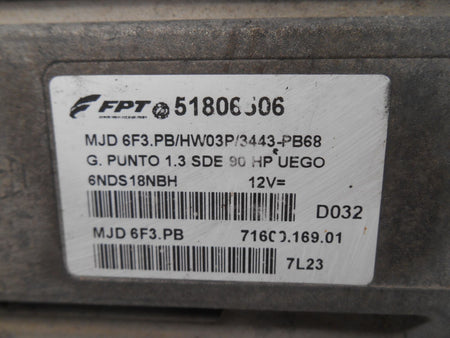 FPT 51806306
MJD 6F3.PB/HW03P/3443-PB68
G. PUNTO 1.3 SDE 90 HP UEGO
6NDS18NBH 12V=
D032
MJD 6F3.PB 71600.169.01
7L23